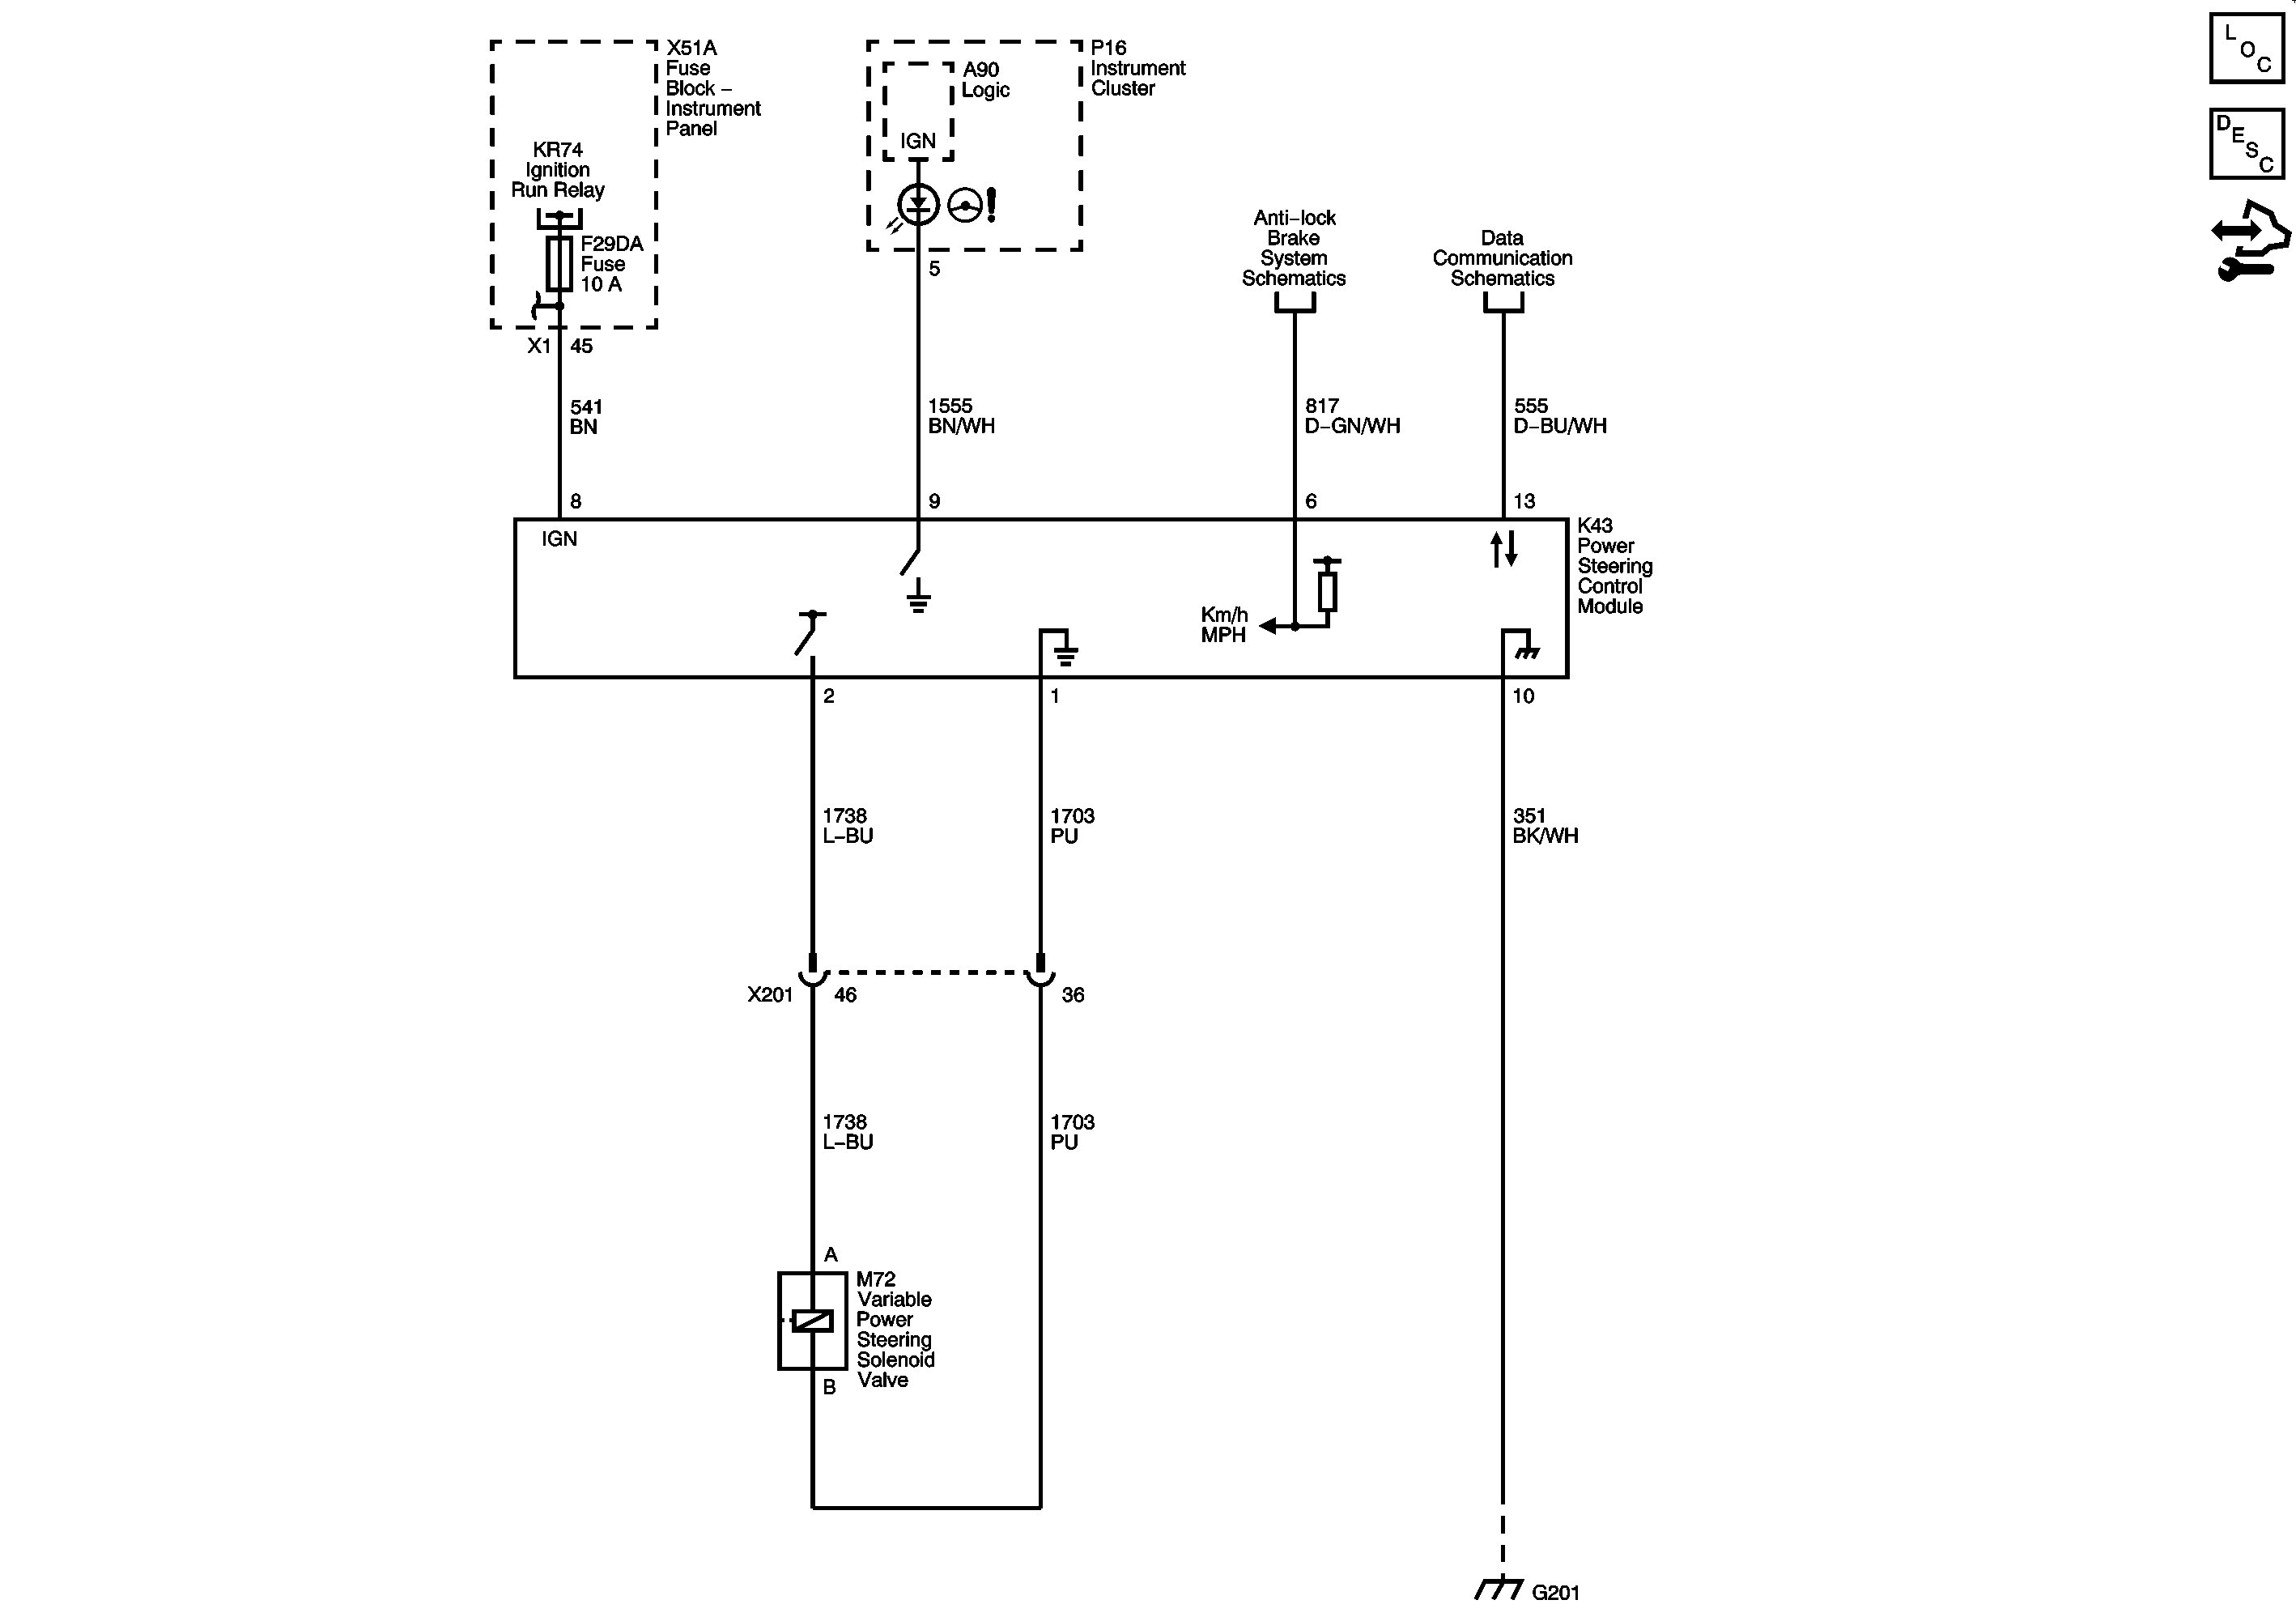 X51A
Fuse
Block –
Instrument
Panel
KR74
Ignition
Run Relay
F29DA
Fuse
10 A
X1 45
P16
Instrument
Cluster
A90
Logic
IGN
5
Anti–lock
Brake
System
Schematics
Data
Communication
Schematics
L
O
C
D
E
S
C
541
BN
1555
BN/WH
817
D–GN/WH
555
D–BU/WH
8
9
6
13
IGN
Km/h
MPH
K43
Power
Steering
Control
Module
2
1
10
1738
L–BU
1703
PU
351
BK/WH
X201 46
36
1738
L–BU
1703
PU
A
M72
Variable
Power
Steering
Solenoid
Valve
B
G201